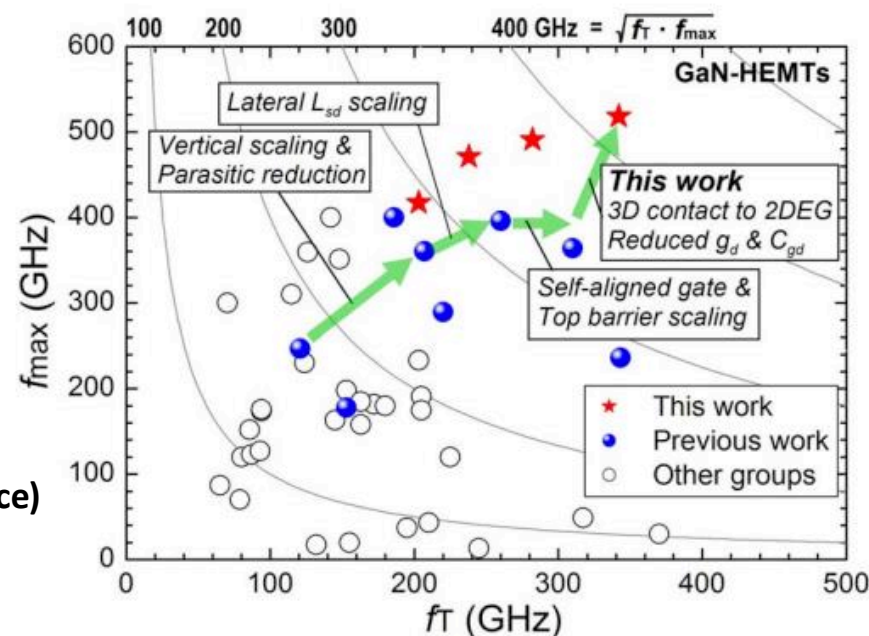 100 200 300 400 GHz = √fT · fmax
600
500
400
300
200
100
0
fmax (GHz)
GaN-HEMTs
Lateral Lsd scaling
Vertical scaling &
Parasitic reduction
This work
3D contact to 2DEG
Reduced gd & Cgd
Self-aligned gate &
Top barrier scaling
This work
Previous work
Other groups
ce)
0 100 200 300 400 500
fT (GHz)